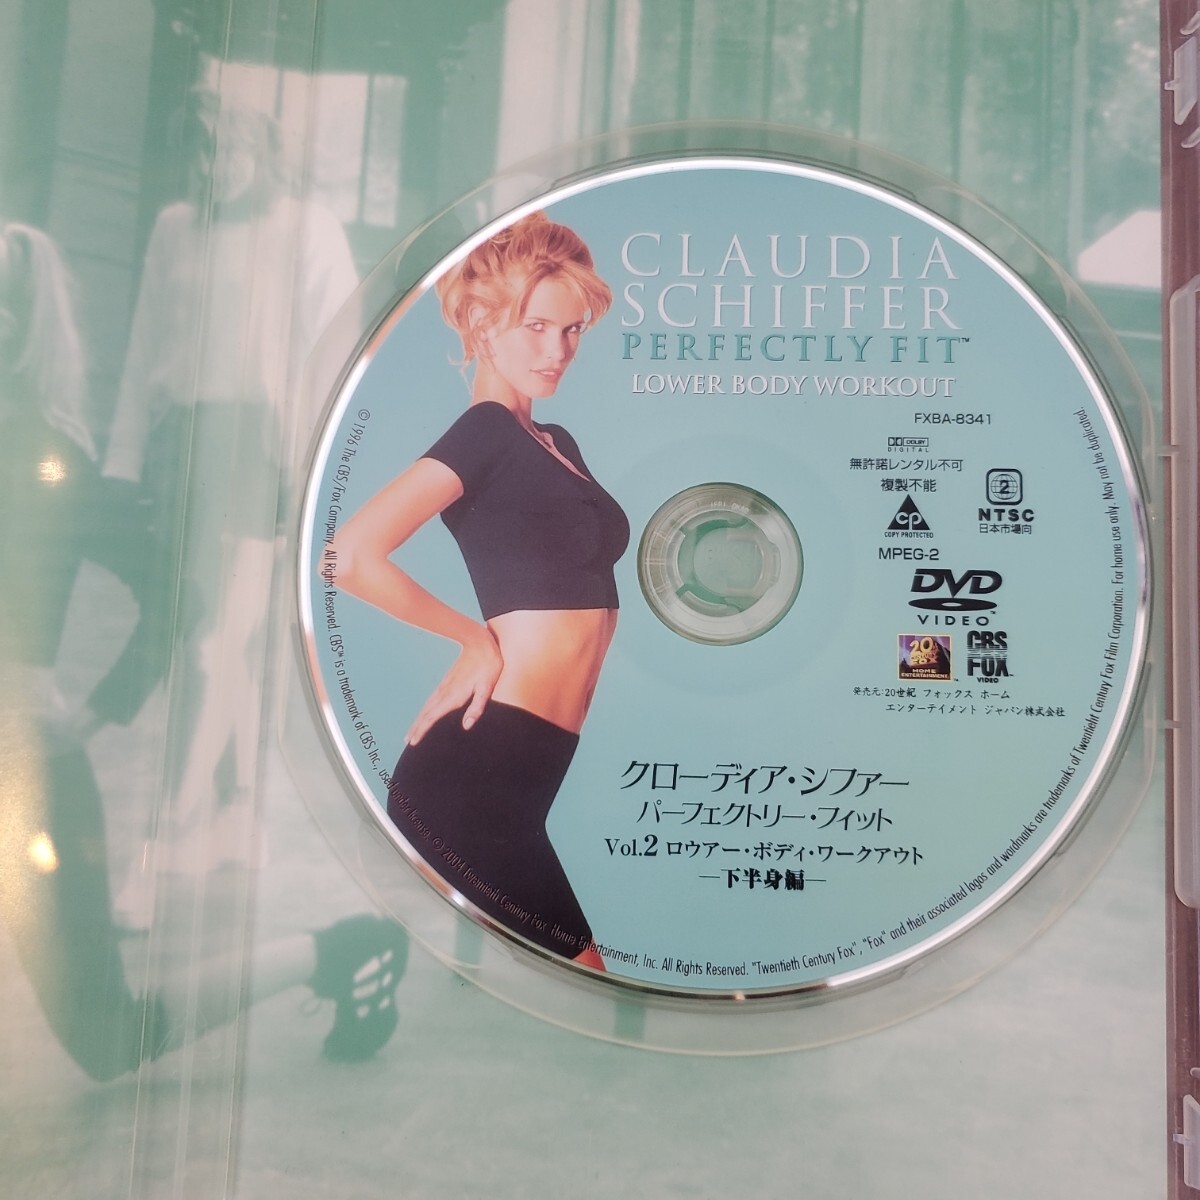 CLAUDIA
SCHIFFER
PERFECTLY FIT™
LOWER BODY WORKOUT
FXBA-8341
DOLBY
DIGITAL
無許諾レンタル不可
複製不能
CP
COPY PROTECTED
MPEG-2
2
NTSC
日本市場向
DVD
VIDEO™
20th
CENTURY
FOX
HOME
ENTERTAINMENT™
CBS
FOX™
VIDEO
発売元:20世紀 フォックス ホーム
エンターテイメント ジャパン株式会社
クローディア・シファー
パーフェクトリー・フィット
Vol.2 ロウアー・ボディ・ワークアウト
―下半身編―
© 1996 The CBS/Fox Company. All Rights Reserved. CBS™ is a trademark of CBS Inc., used under license. © 2004 Twentieth Century Fox Home Entertainment, Inc. All Rights Reserved. "Twentieth Century Fox", "Fox" and their associated logos and wordmarks are trademarks of Twentieth Century Fox Film Corporation. For home use only. May not be duplicated.